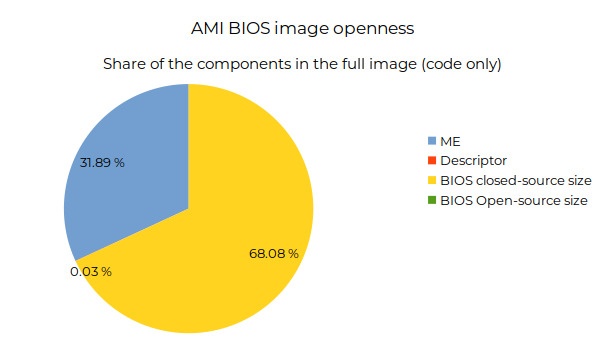 AMI BIOS image openness
Share of the components in the full image (code only)
31.89 %
ME
Descriptor
BIOS closed-source size
BIOS Open-source size
68.08 %
0.03 %